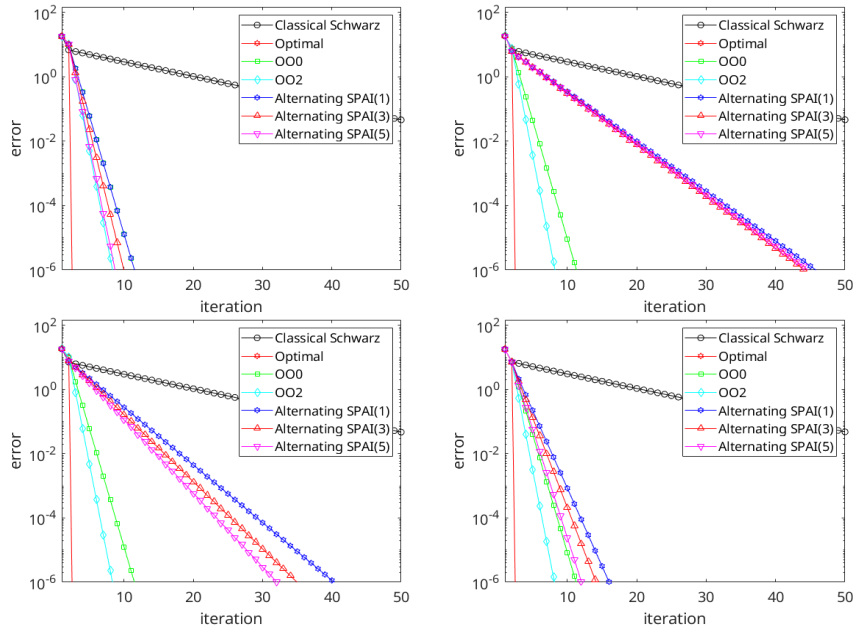 10^2
10^0
10^-2
10^-4
10^-6
error
10 20 30 40 50
iteration
Classical Schwarz
Optimal
OO0
OO2
Alternating SPAI(1)
Alternating SPAI(3)
Alternating SPAI(5)
10^2
10^0
10^-2
10^-4
10^-6
error
10 20 30 40 50
iteration
Classical Schwarz
Optimal
OO0
OO2
Alternating SPAI(1)
Alternating SPAI(3)
Alternating SPAI(5)
10^2
10^0
10^-2
10^-4
10^-6
error
10 20 30 40 50
iteration
Classical Schwarz
Optimal
OO0
OO2
Alternating SPAI(1)
Alternating SPAI(3)
Alternating SPAI(5)
10^2
10^0
10^-2
10^-4
10^-6
error
10 20 30 40 50
iteration
Classical Schwarz
Optimal
OO0
OO2
Alternating SPAI(1)
Alternating SPAI(3)
Alternating SPAI(5)